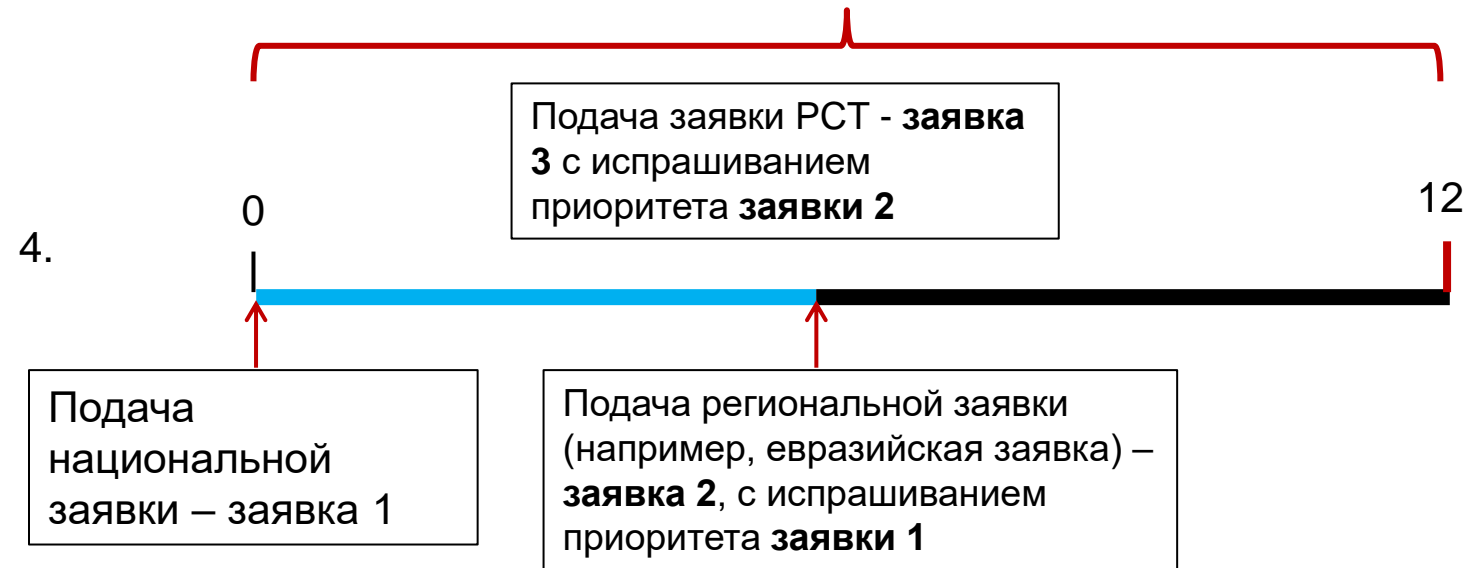 Подача заявки PCT - заявка
3 с испрашиванием
приоритета заявки 2
0
12
4.
Подача
национальной
заявки – заявка 1
Подача региональной заявки
(например, евразийская заявка) –
заявка 2, с испрашиванием
приоритета заявки 1